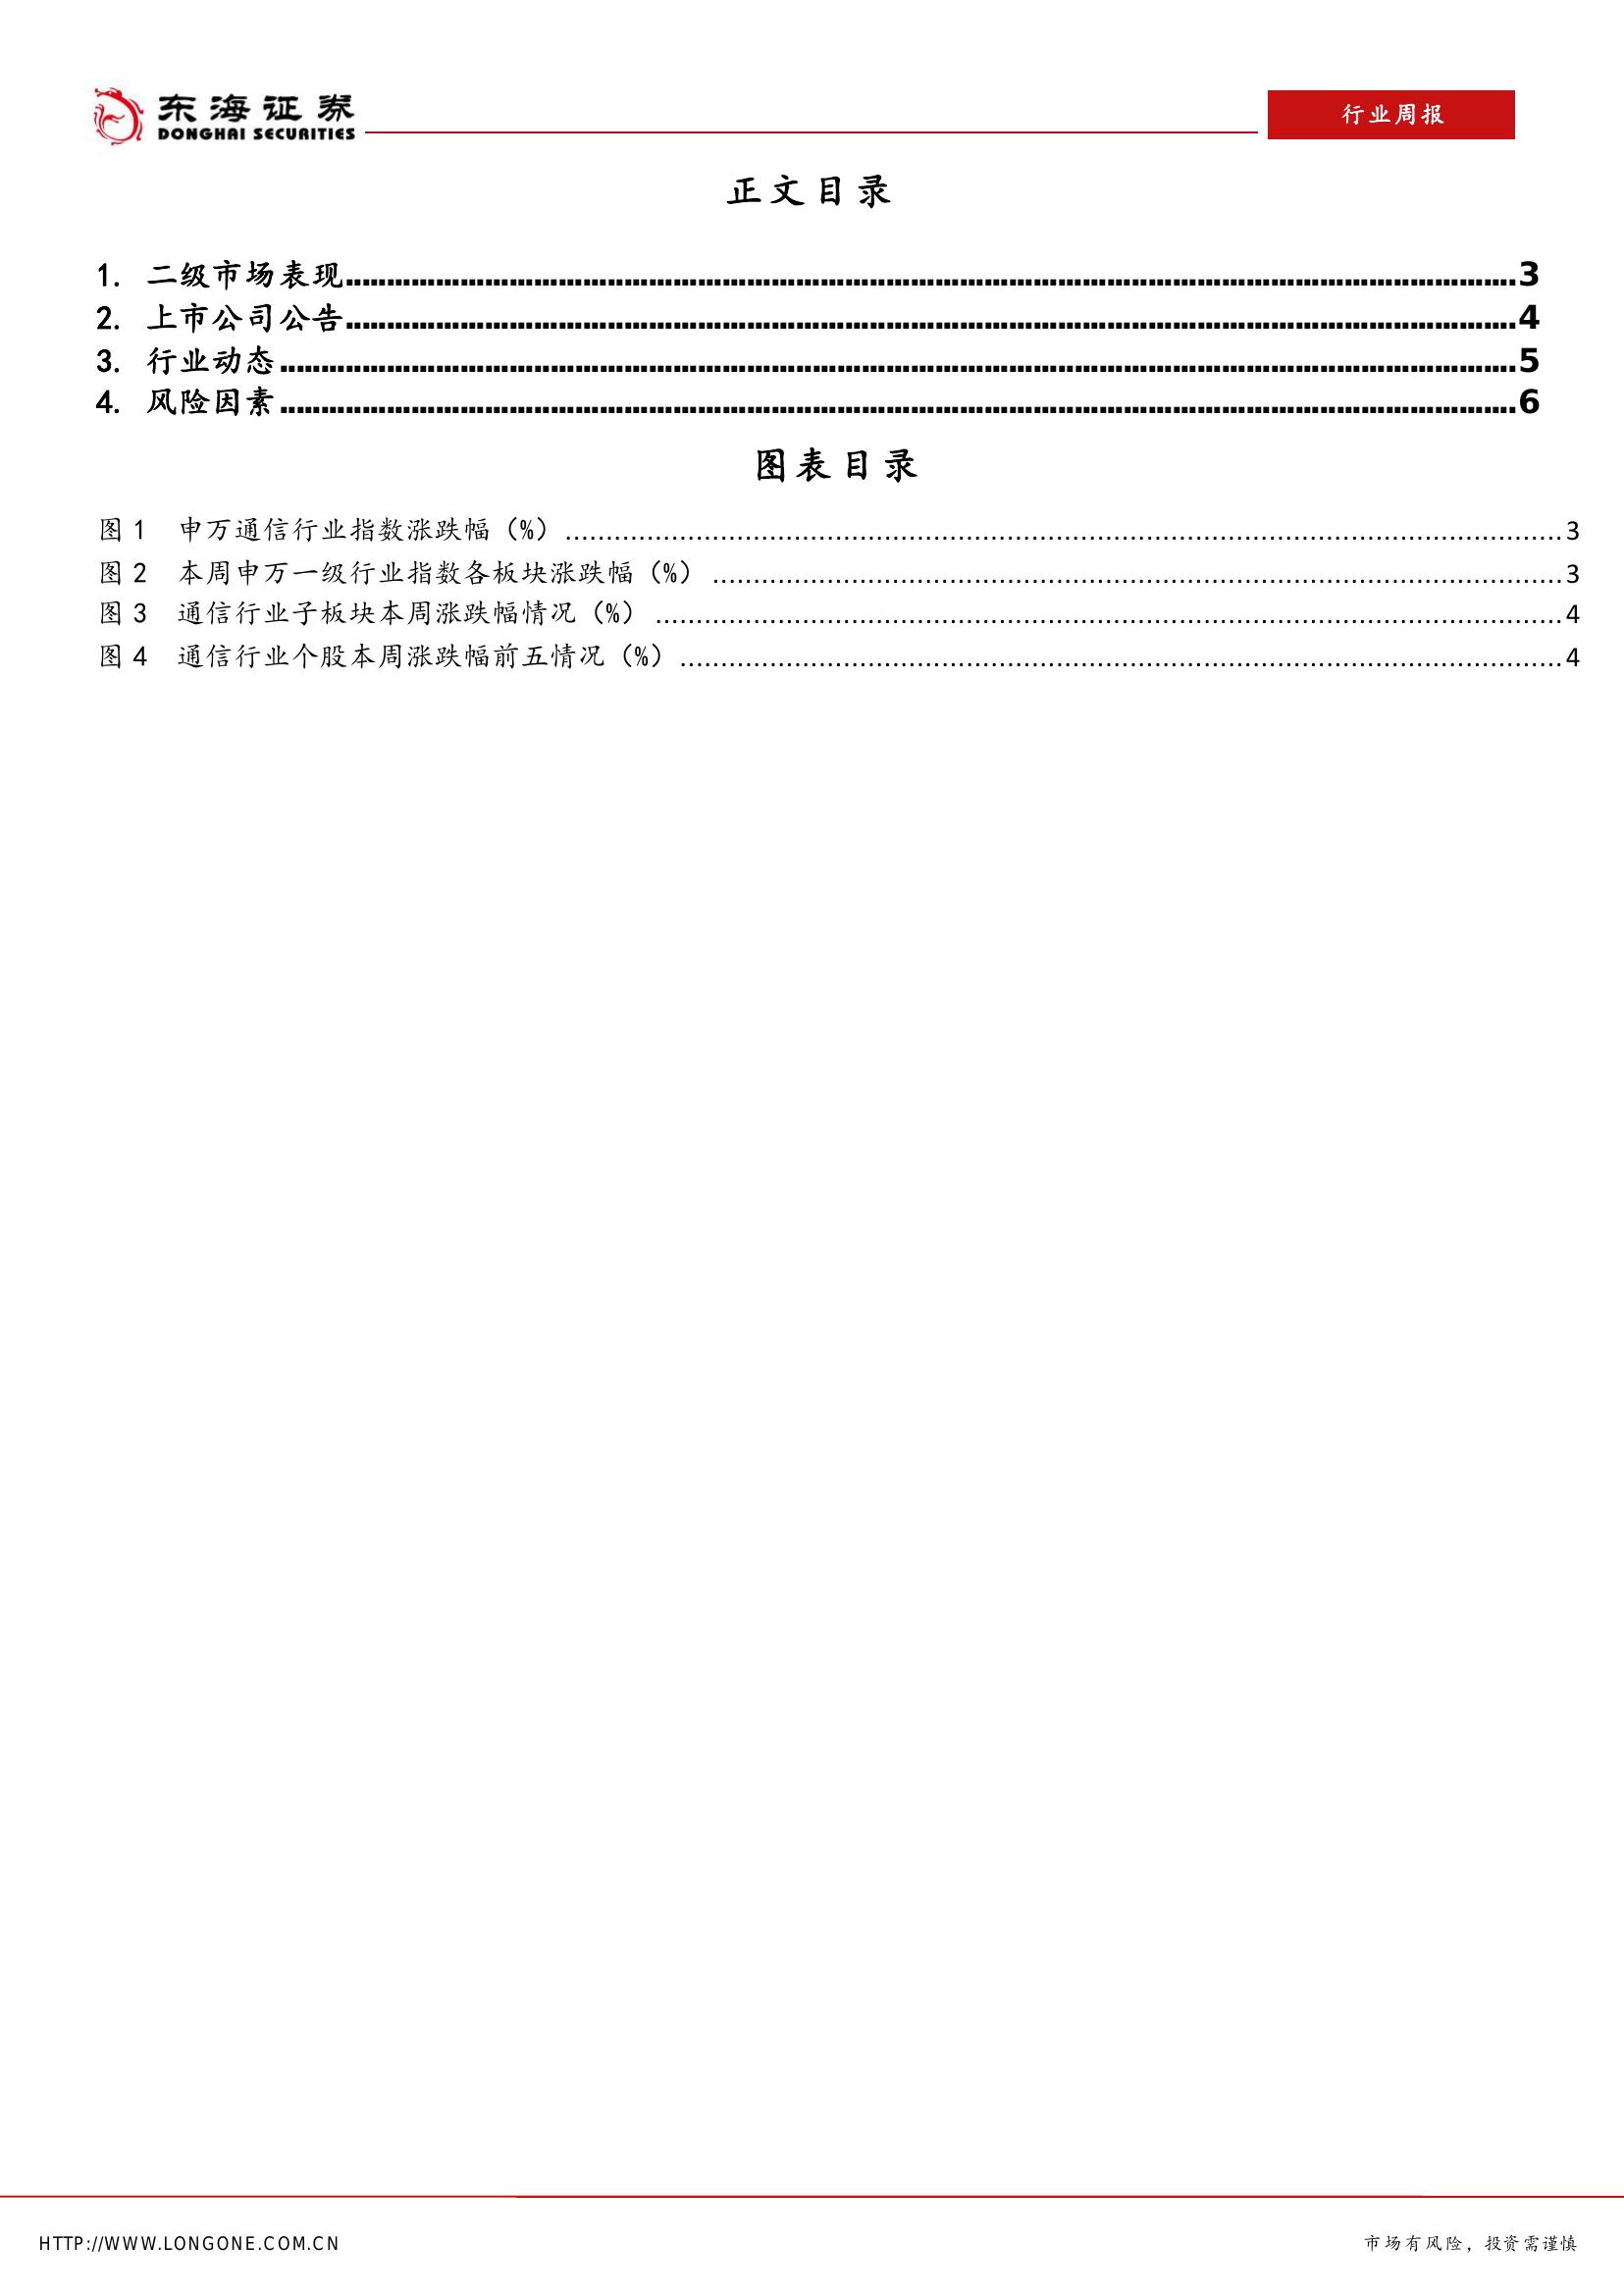 东海证券
DONGHAI SECURITIES
行业周报
正文目录
1. 二级市场表现........................................3
2. 上市公司公告........................................4
3. 行业动态........................................5
4. 风险因素........................................6
图表目录
图 1 申万通信行业指数涨跌幅（%）........................................3
图 2 本周申万一级行业指数各板块涨跌幅（%）........................................3
图 3 通信行业子板块本周涨跌幅情况（%）........................................4
图 4 通信行业个股本周涨跌幅前五情况（%）........................................4
HTTP://WWW.LONGONE.COM.CN
市场有风险，投资需谨慎